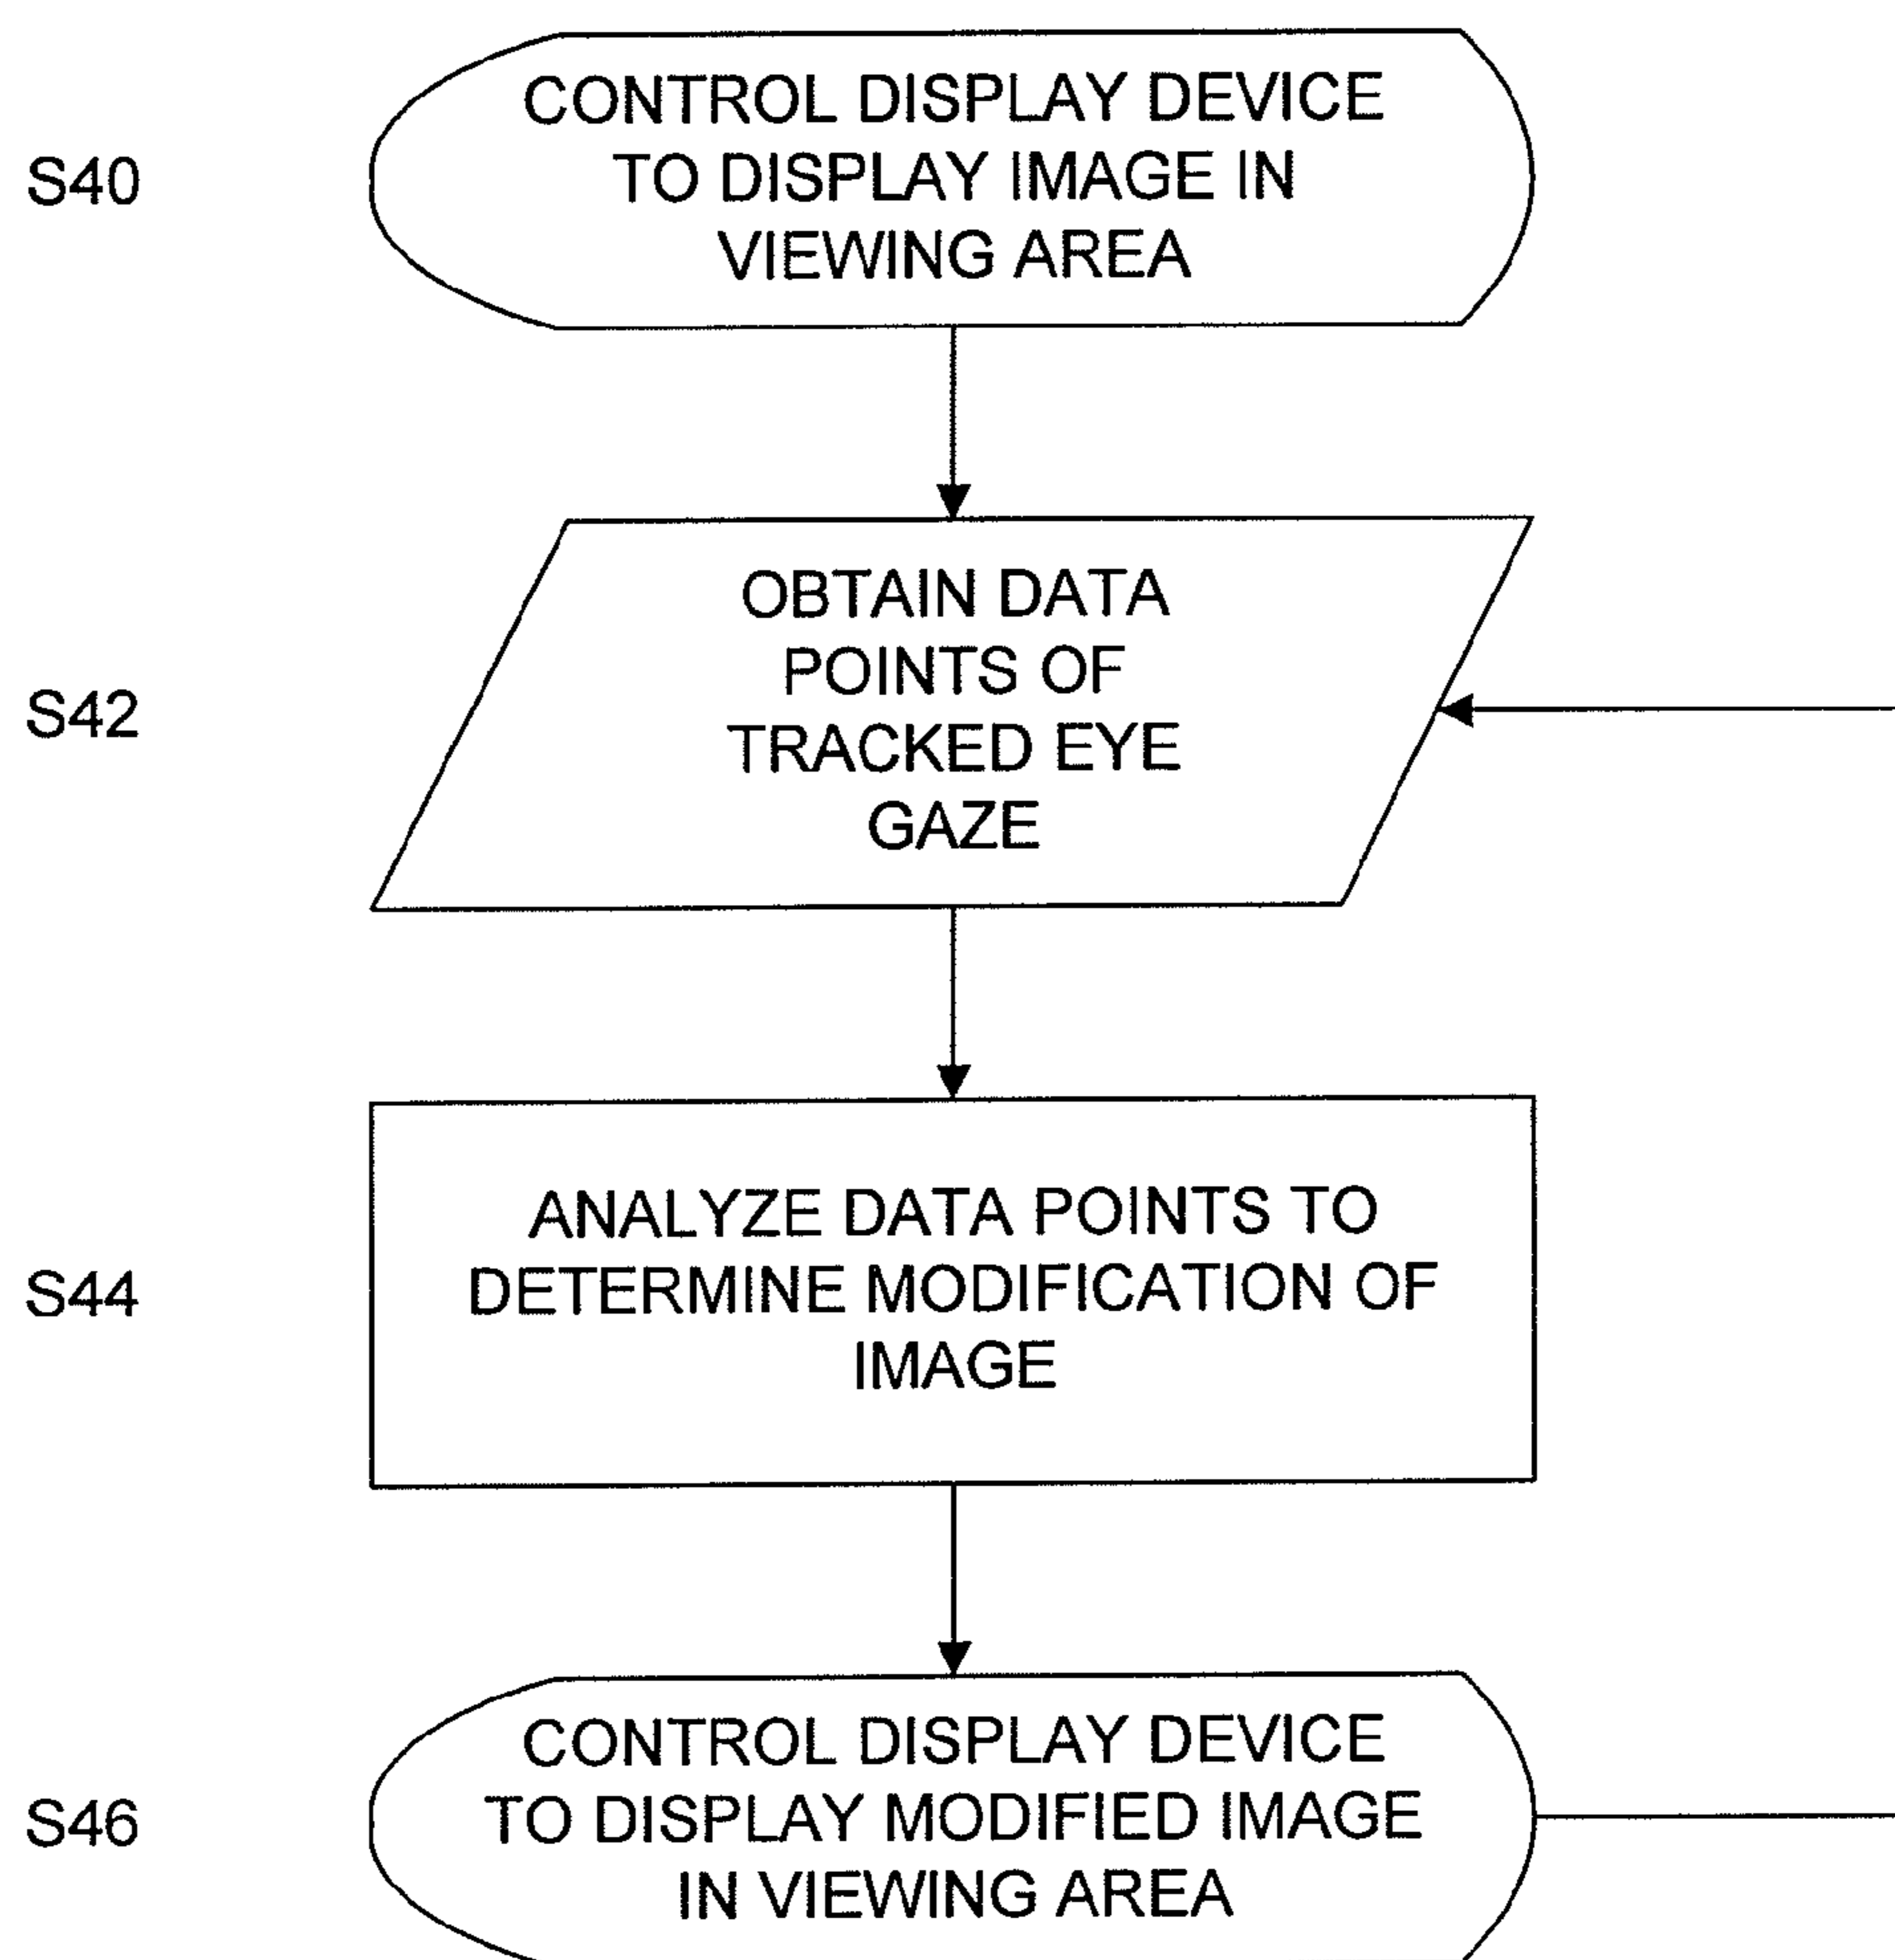 S40
CONTROL DISPLAY DEVICE
TO DISPLAY IMAGE IN
VIEWING AREA
S42
OBTAIN DATA
POINTS OF
TRACKED EYE
GAZE
S44
ANALYZE DATA POINTS TO
DETERMINE MODIFICATION OF
IMAGE
S46
CONTROL DISPLAY DEVICE
TO DISPLAY MODIFIED IMAGE
IN VIEWING AREA